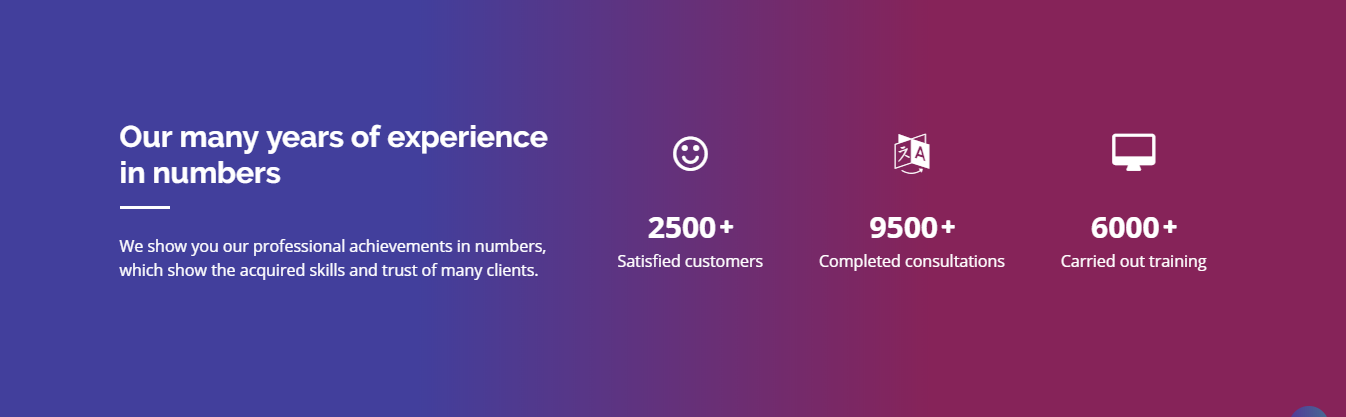 Our many years of experience
in numbers
We show you our professional achievements in numbers,
which show the acquired skills and trust of many clients.
2500+
Satisfied customers
9500+
Completed consultations
6000+
Carried out training